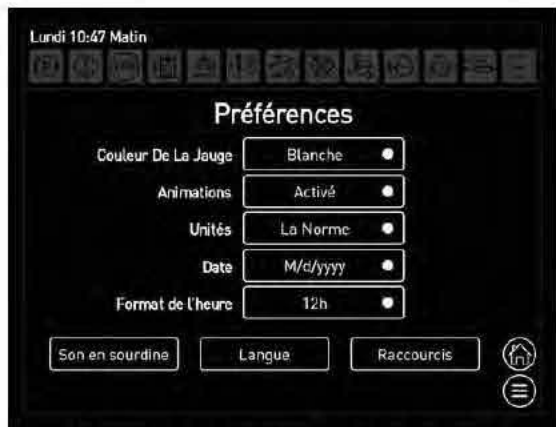 Lundi 10:47 Matin
Préférences
Couleur De La Jauge Blanche
Animations Activé
Unités La Norme
Date M/d/yyyy
Format de l'heure 12h
Son en sourdine Langue Raccourcis